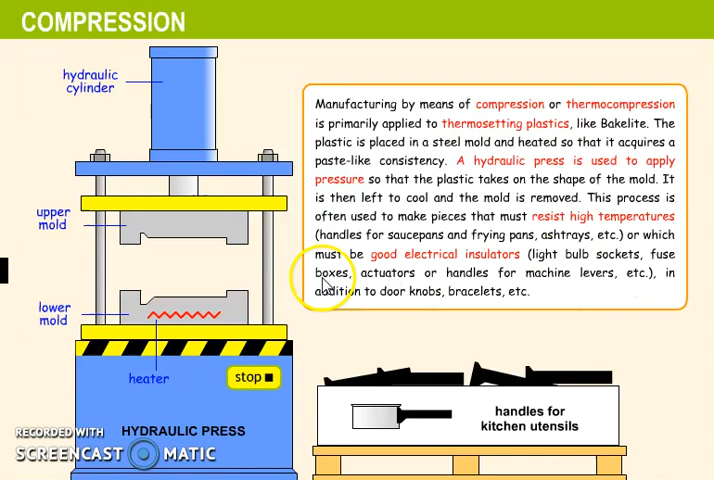 COMPRESSION
hydraulic
cylinder
Manufacturing by means of compression or thermocompression
is primarily applied to thermosetting plastics, like Bakelite. The
plastic is placed in a steel mold and heated so that it acquires a
paste-like consistency. A hydraulic press is used to apply
pressure so that the plastic takes on the shape of the mold. It
is then left to cool and the mold is removed. This process is
often used to make pieces that must resist high temperatures
(handles for saucepans and frying pans, ashtrays, etc.) or which
must be good electrical insulators (light bulb sockets, fuse
boxes, actuators or handles for machine levers, etc.), in
addition to door knobs, bracelets, etc.
upper
mold
lower
mold
heater
stop
HYDRAULIC PRESS
handles for
kitchen utensils
RECORDED WITH
SCREENCAST MATIC